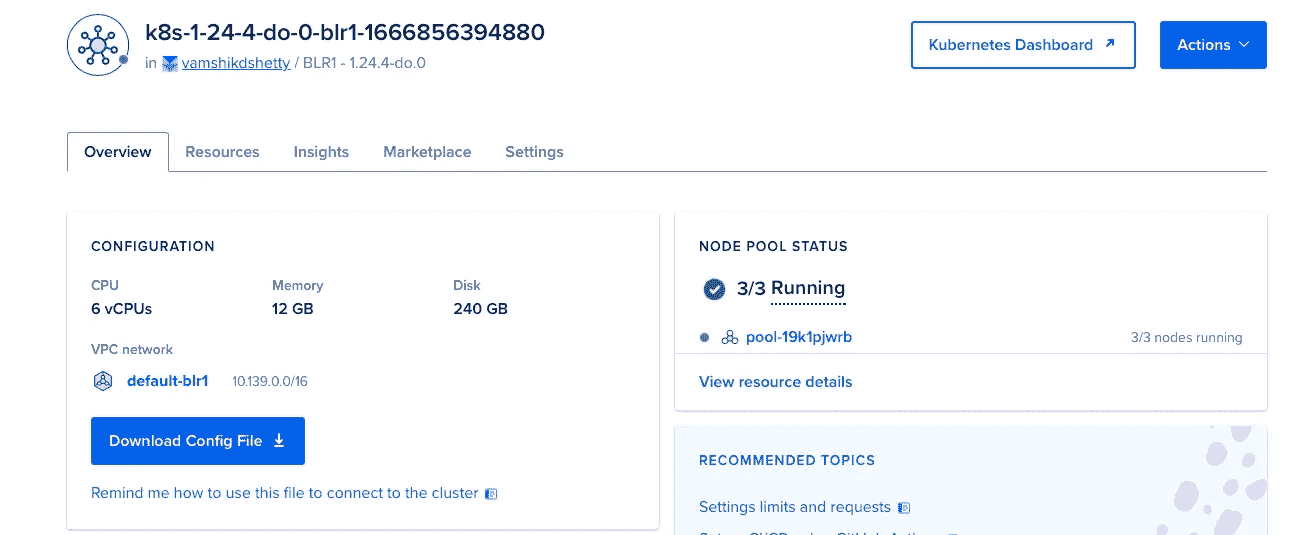 k8s-1-24-4-do-0-blr1-1666856394880
in vamshikdshetty / BLR1 - 1.24.4-do.0
Kubernetes Dashboard
Actions
Overview
Resources
Insights
Marketplace
Settings
CONFIGURATION
CPU
Memory
Disk
6 vCPUs
12 GB
240 GB
VPC network
default-blr1 10.139.0.0/16
Download Config File
Remind me how to use this file to connect to the cluster
NODE POOL STATUS
3/3 Running
pool-19k1pjwrb
3/3 nodes running
View resource details
RECOMMENDED TOPICS
Settings limits and requests